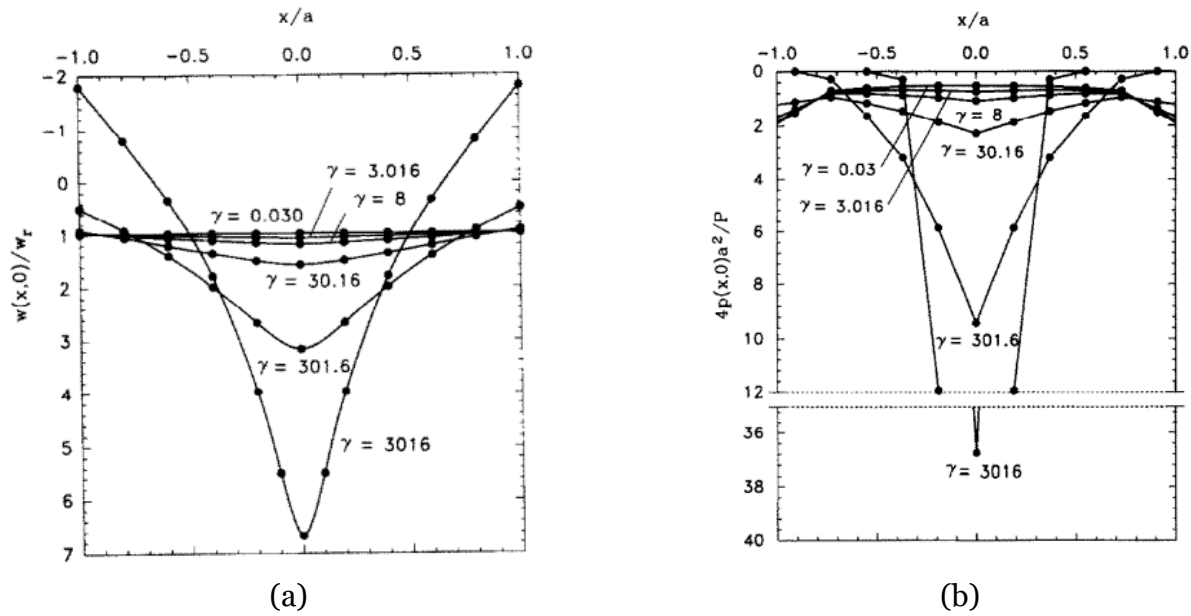 x/a
-1.0 -0.5 0.0 0.5 1.0
w(x,0)/w_r
-2
-1
0
1
2
3
4
5
6
7
γ = 3.016
γ = 8
γ = 0.030
γ = 30.16
γ = 301.6
γ = 3016
(a)
x/a
-1.0 -0.5 0.0 0.5 1.0
4p(x,0)a²/P
0
2
4
6
8
10
12
36
38
40
γ = 8
γ = 0.03
γ = 30.16
γ = 3.016
γ = 301.6
γ = 3016
(b)